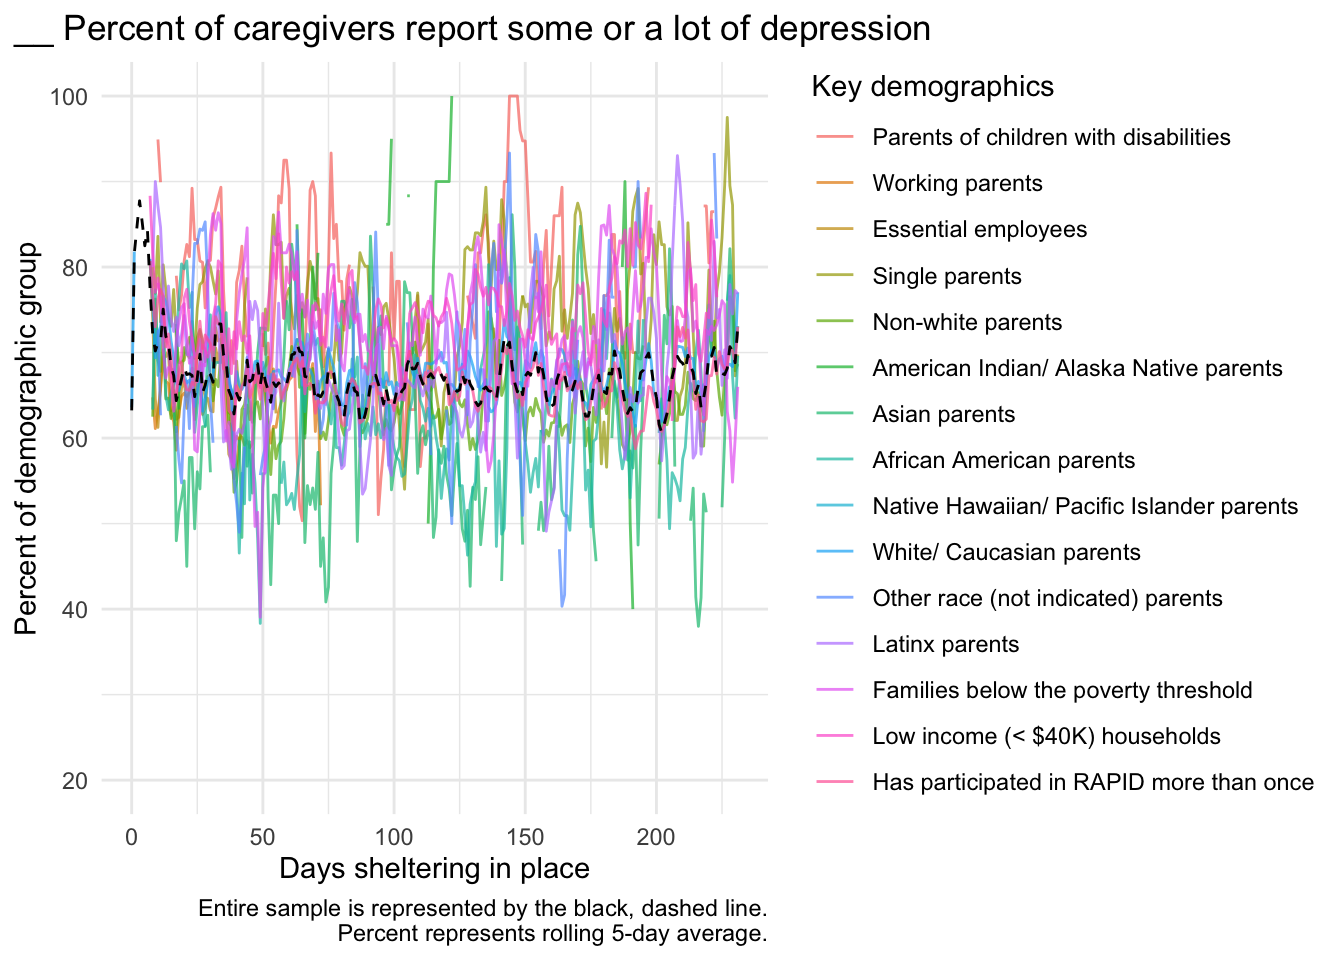 __ Percent of caregivers report some or a lot of depression
Percent of demographic group
100
80
60
40
20
0 50 100 150 200
Days sheltering in place
Entire sample is represented by the black, dashed line.
Percent represents rolling 5-day average.
Key demographics
Parents of children with disabilities
Working parents
Essential employees
Single parents
Non-white parents
American Indian/ Alaska Native parents
Asian parents
African American parents
Native Hawaiian/ Pacific Islander parents
White/ Caucasian parents
Other race (not indicated) parents
Latinx parents
Families below the poverty threshold
Low income (< $40K) households
Has participated in RAPID more than once